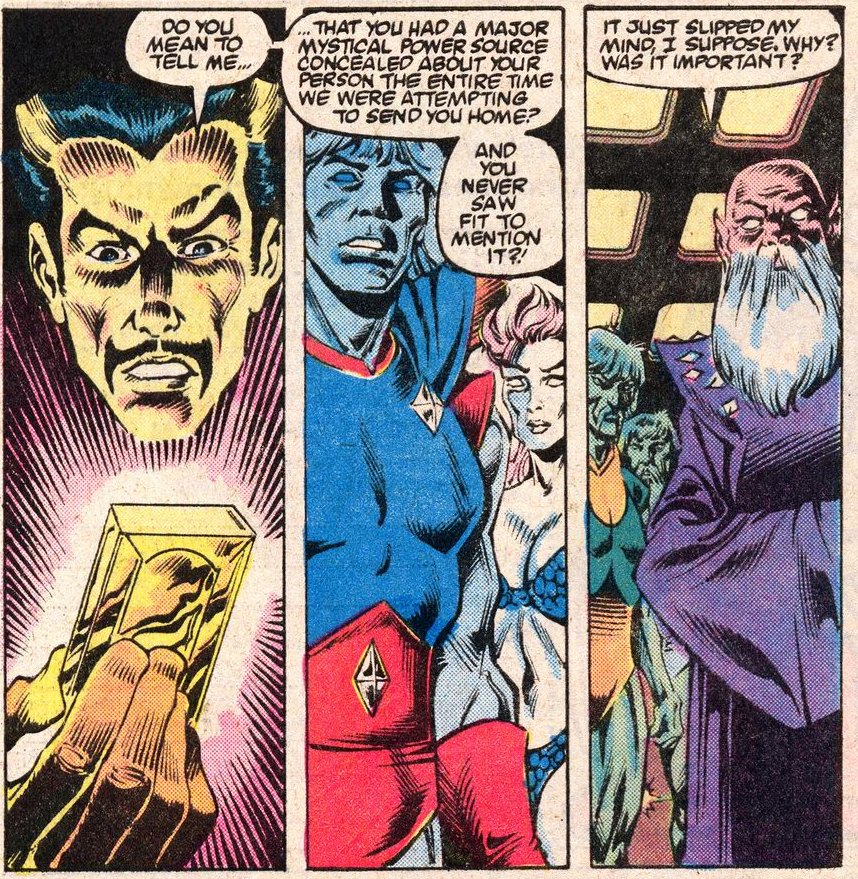 DO YOU
MEAN TO
TELL ME...
...THAT YOU HAD A MAJOR
MYSTICAL POWER SOURCE
CONCEALED ABOUT YOUR
PERSON THE ENTIRE TIME
WE WERE ATTEMPTING
TO SEND YOU HOME?
AND
YOU
NEVER
SAW
FIT TO
MENTION
IT?!
IT JUST SLIPPED MY
MIND, I SUPPOSE. WHY?
WAS IT IMPORTANT?